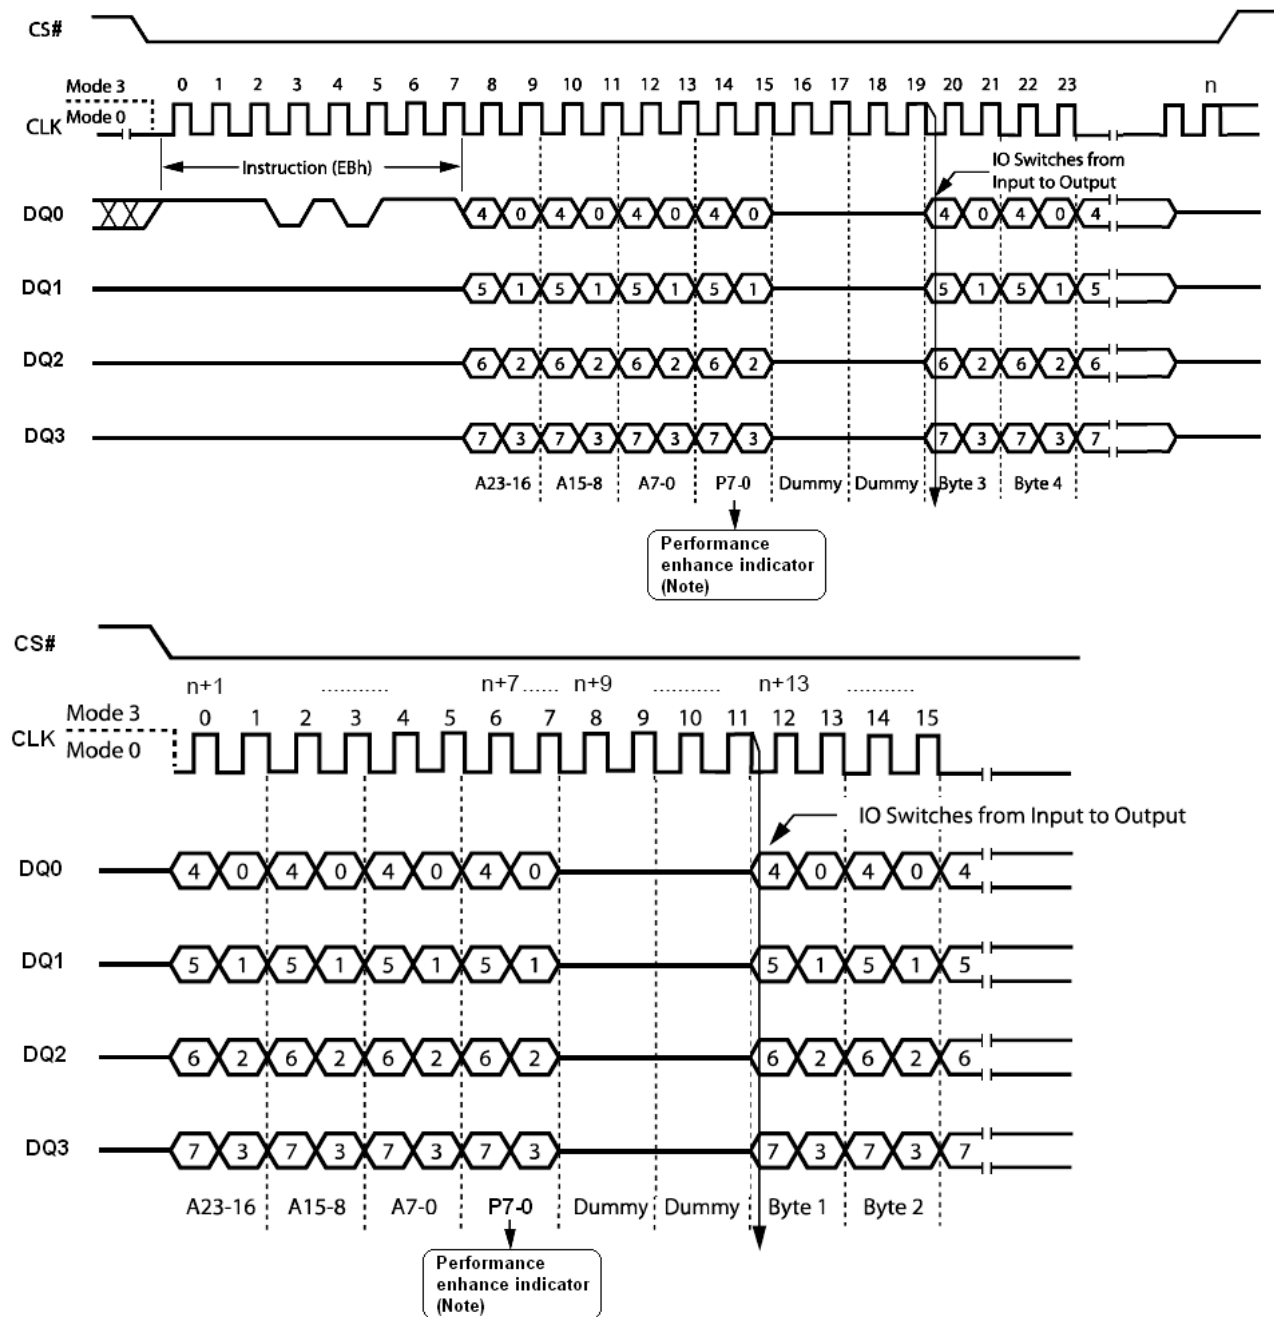 CS#
Mode 3
0 1 2 3 4 5 6 7 8 9 10 11 12 13 14 15 16 17 18 19 20 21 22 23 n
Mode 0
CLK
Instruction (EBh)
IO Switches from
Input to Output
DQ0 4 0 4 0 4 0 4 0 4 0 4 0 4
DQ1 5 1 5 1 5 1 5 1 5 1 5 1 5
DQ2 6 2 6 2 6 2 6 2 6 2 6 2 6
DQ3 7 3 7 3 7 3 7 3 7 3 7 3 7
A23-16 A15-8 A7-0 P7-0 Dummy Dummy Byte 3 Byte 4
Performance
enhance indicator
(Note)
CS#
n+1 ........... n+7 ...... n+9 ........... n+13 ...........
Mode 3
0 1 2 3 4 5 6 7 8 9 10 11 12 13 14 15
CLK
Mode 0
IO Switches from Input to Output
DQ0 4 0 4 0 4 0 4 0 4 0 4 0 4
DQ1 5 1 5 1 5 1 5 1 5 1 5 1 5
DQ2 6 2 6 2 6 2 6 2 6 2 6 2 6
DQ3 7 3 7 3 7 3 7 3 7 3 7 3 7
A23-16 A15-8 A7-0 P7-0 Dummy Dummy Byte 1 Byte 2
Performance
enhance indicator
(Note)